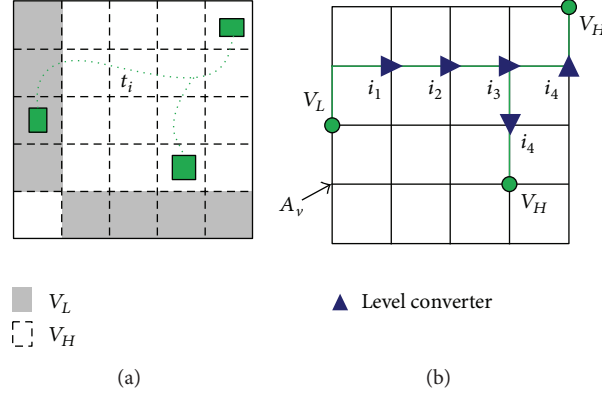 t_i
V_L
V_H
(a)
V_H
V_L
i_1 i_2 i_3 i_4
i_4
A_v
V_H
Level converter
(b)